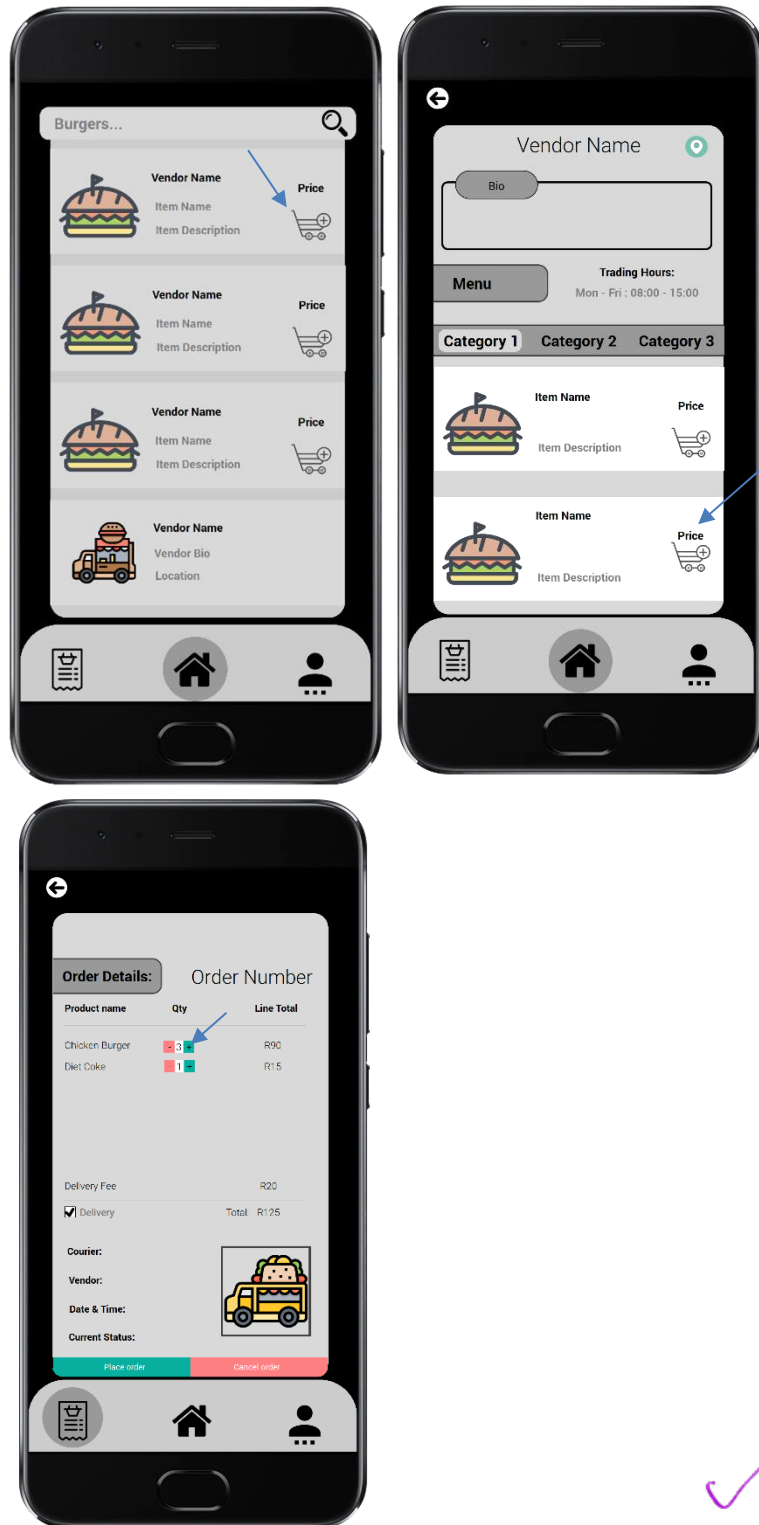 Burgers...
Vendor Name
Price
Item Name
Item Description
Vendor Name
Price
Item Name
Item Description
Vendor Name
Price
Item Name
Item Description
Vendor Name
Vendor Bio
Location
Vendor Name
Bio
Menu
Trading Hours:
Mon - Fri : 08:00 - 15:00
Category 1 Category 2 Category 3
Item Name
Price
Item Description
Item Name
Price
Item Description
Order Details: Order Number
Product name Qty Line Total
Chicken Burger - 3 + R90
Diet Coke - 1 + R15
Delivery Fee R20
Delivery Total: R125
Courier:
Vendor:
Date & Time:
Current Status:
Place order Cancel order